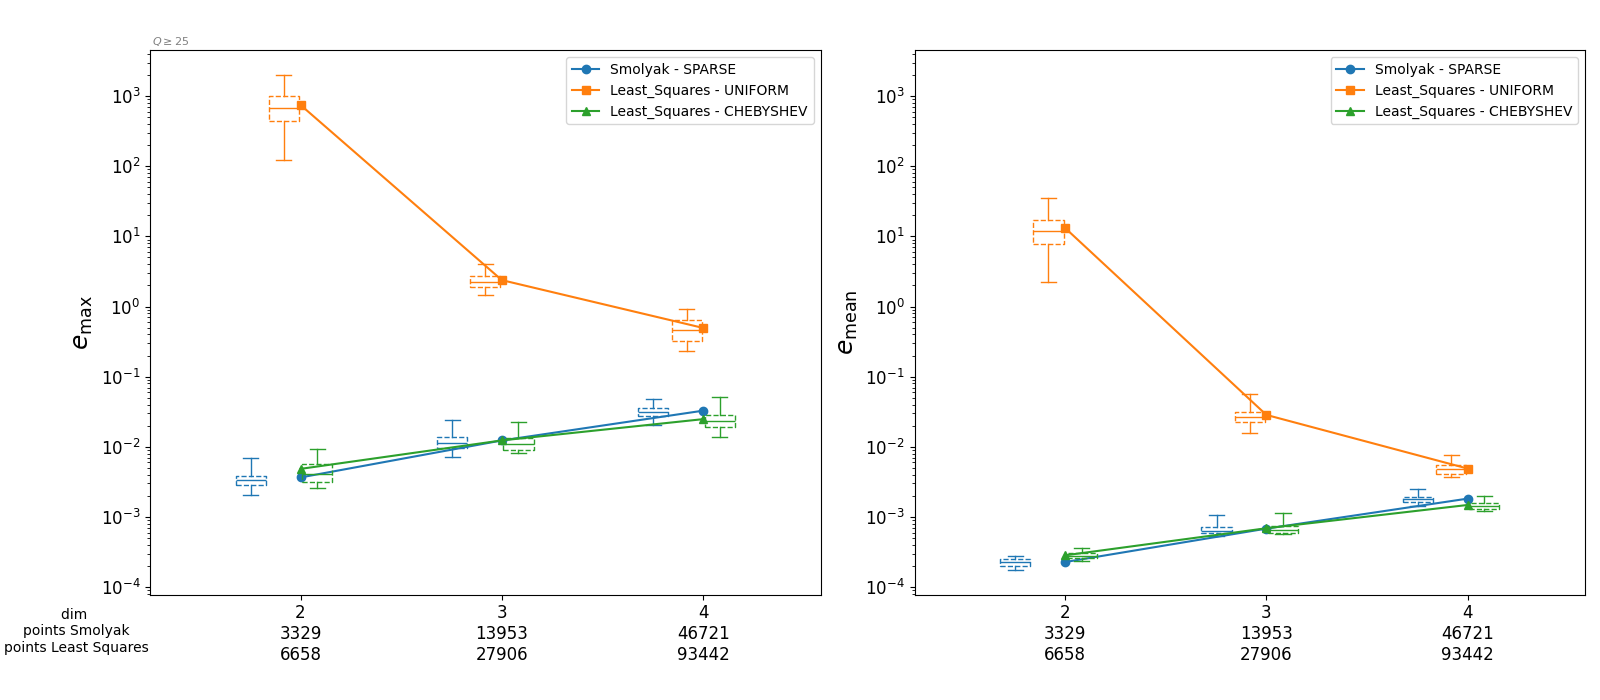 Q ≥ 25
Smolyak - SPARSE
Least_Squares - UNIFORM
Least_Squares - CHEBYSHEV
10³
10²
10¹
10⁰
10⁻¹
10⁻²
10⁻³
10⁻⁴
e_max
2 3 4
3329 13953 46721
6658 27906 93442
dim
points Smolyak
points Least Squares
Smolyak - SPARSE
Least_Squares - UNIFORM
Least_Squares - CHEBYSHEV
10³
10²
10¹
10⁰
10⁻¹
10⁻²
10⁻³
10⁻⁴
e_mean
2 3 4
3329 13953 46721
6658 27906 93442